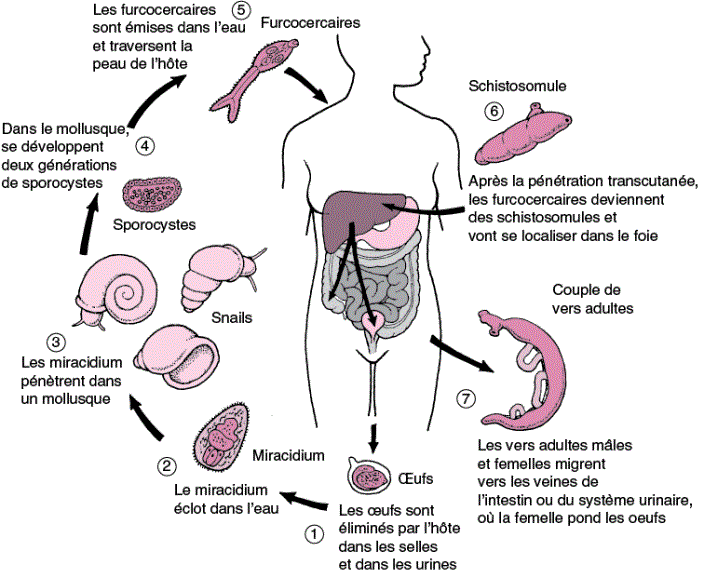 Les furcocercaires
sont émises dans l'eau
et traversent la
peau de l'hôte
5
Furcocercaires
Schistosomule
6
Dans le mollusque,
se développent
deux générations
de sporocystes
4
Sporocystes
Après la pénétration transcutanée,
les furcocercaires deviennent
des schistosomules et
vont se localiser dans le foie
Snails
Couple de
vers adultes
3
Les miracidium
pénètrent dans
un mollusque
7
Les vers adultes mâles
et femelles migrent
vers les veines de
l'intestin ou du système urinaire,
où la femelle pond les oeufs
2
Miracidium
Le miracidium
éclot dans l'eau
Œufs
1
Les œufs sont
éliminés par l'hôte
dans les selles
et dans les urines